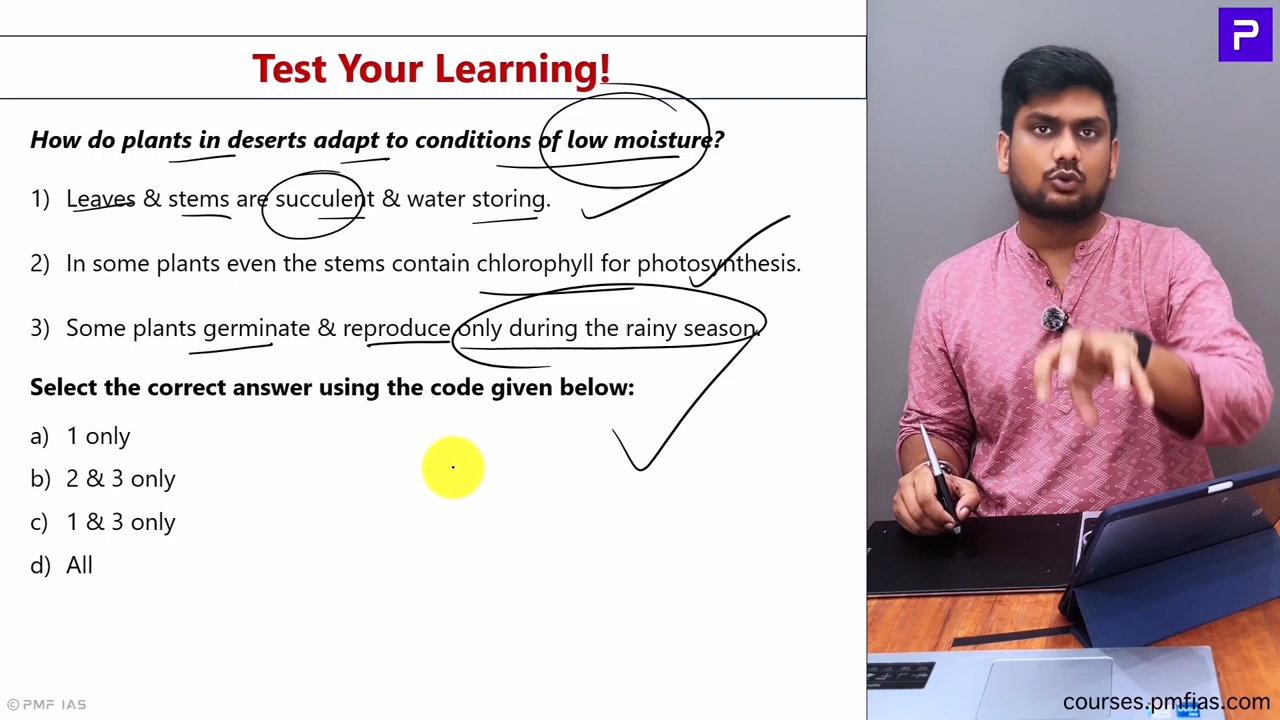 P
Test Your Learning!
How do plants in deserts adapt to conditions of low moisture?
1) Leaves & stems are succulent & water storing.
2) In some plants even the stems contain chlorophyll for photosynthesis.
3) Some plants germinate & reproduce only during the rainy season.
Select the correct answer using the code given below:
a) 1 only
b) 2 & 3 only
c) 1 & 3 only
d) All
© PMF IAS
courses.pmfias.com